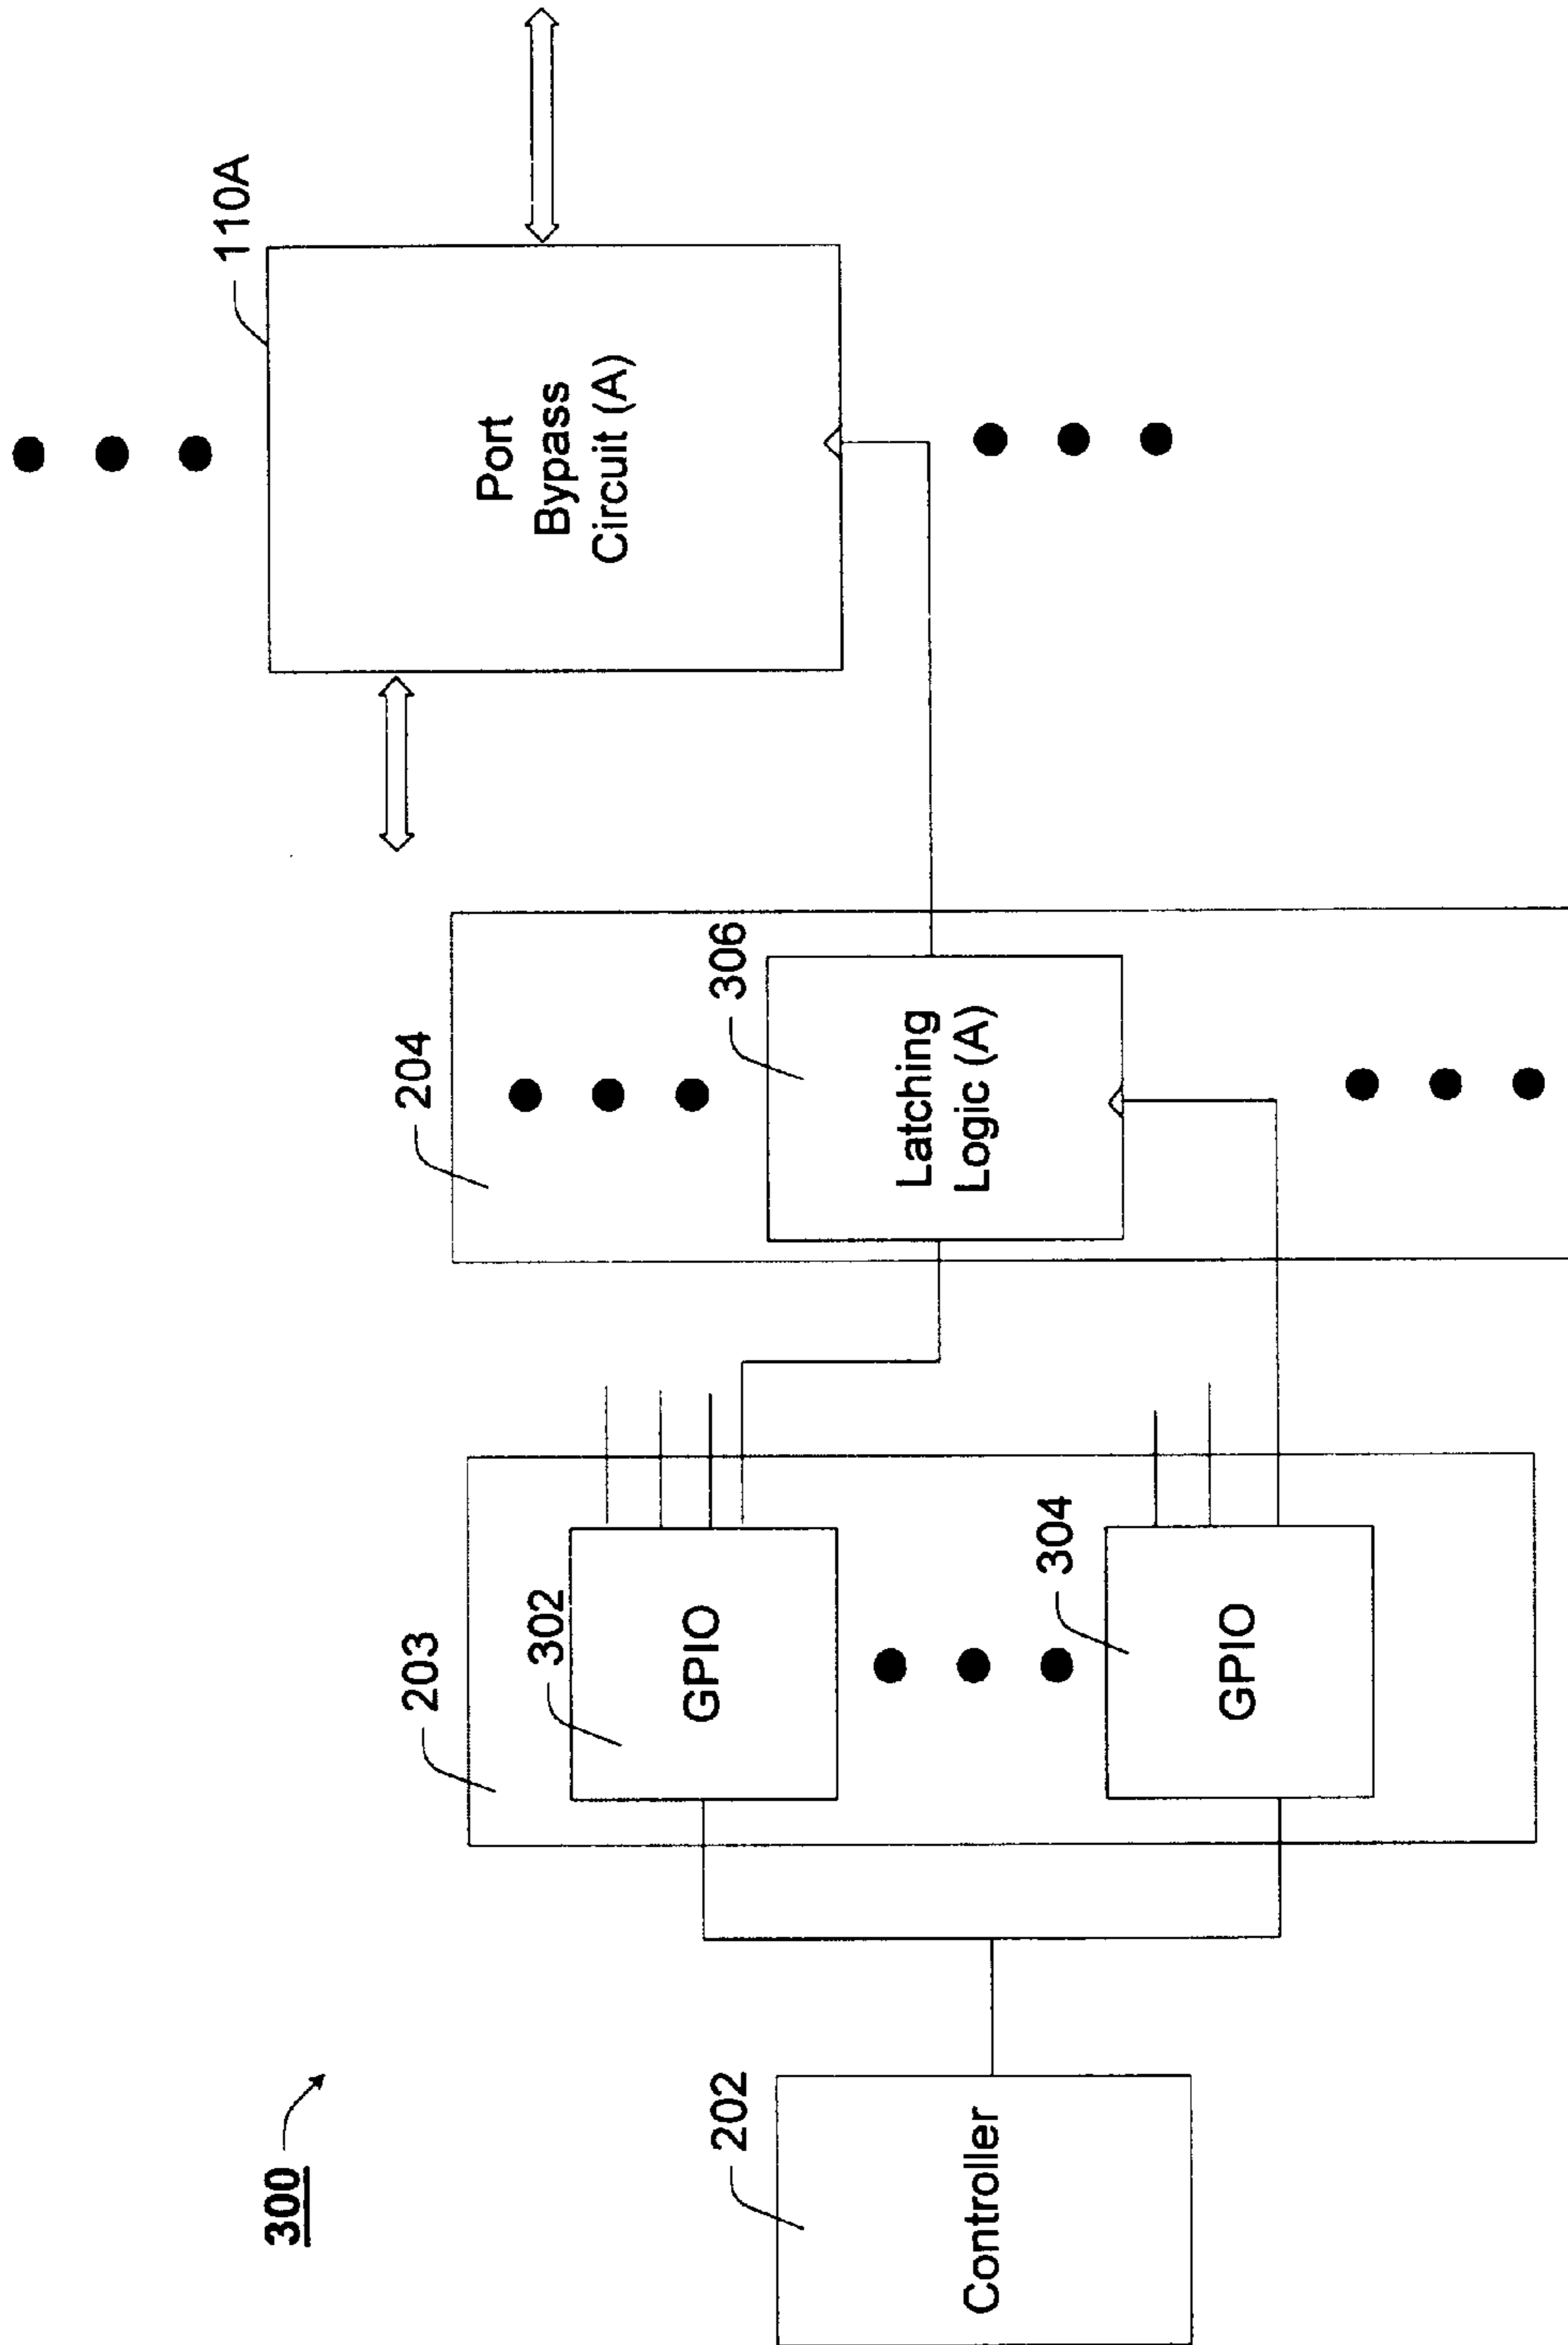 300
202
Controller
203
302
GPIO
304
GPIO
204
306
Latching
Logic (A)
110A
Port
Bypass
Circuit (A)